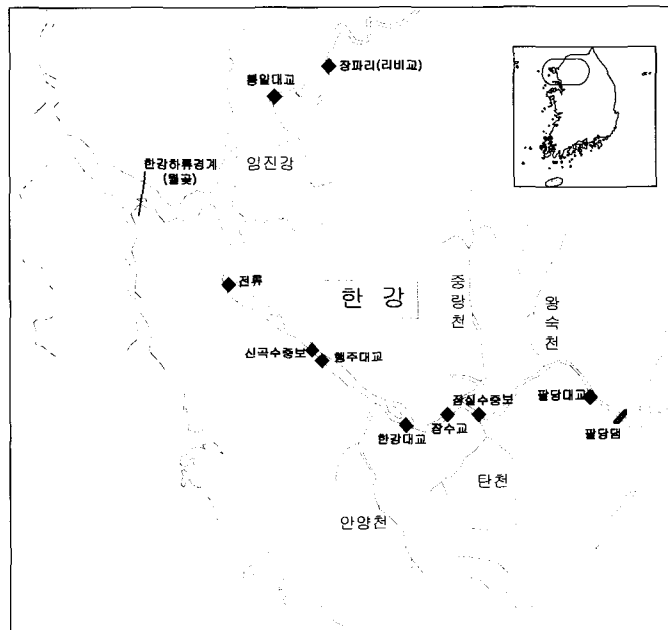 장파리(리비교)
통일대교
한강하류경계
(월곶)
임진강
전류
한 강
중랑천
왕숙천
신곡수중보
행주대교
잠실수중보
팔당대교
한강대교
잠수교
팔당댐
탄천
안양천